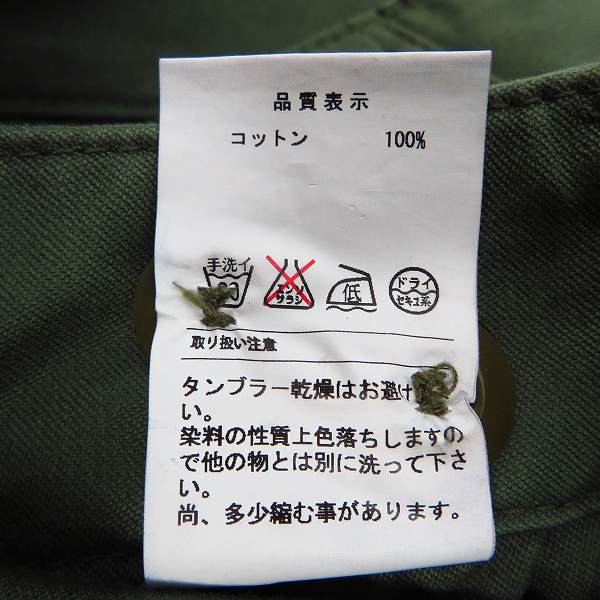 品質表示
コットン 100%
手洗イ
エンソ
サラシ
低
ドライ
セキユ系
取り扱い注意
タンブラー乾燥はお避け
い。
染料の性質上色落ちしますの
で他の物とは別に洗って下さ
い。
尚、多少縮む事があります。